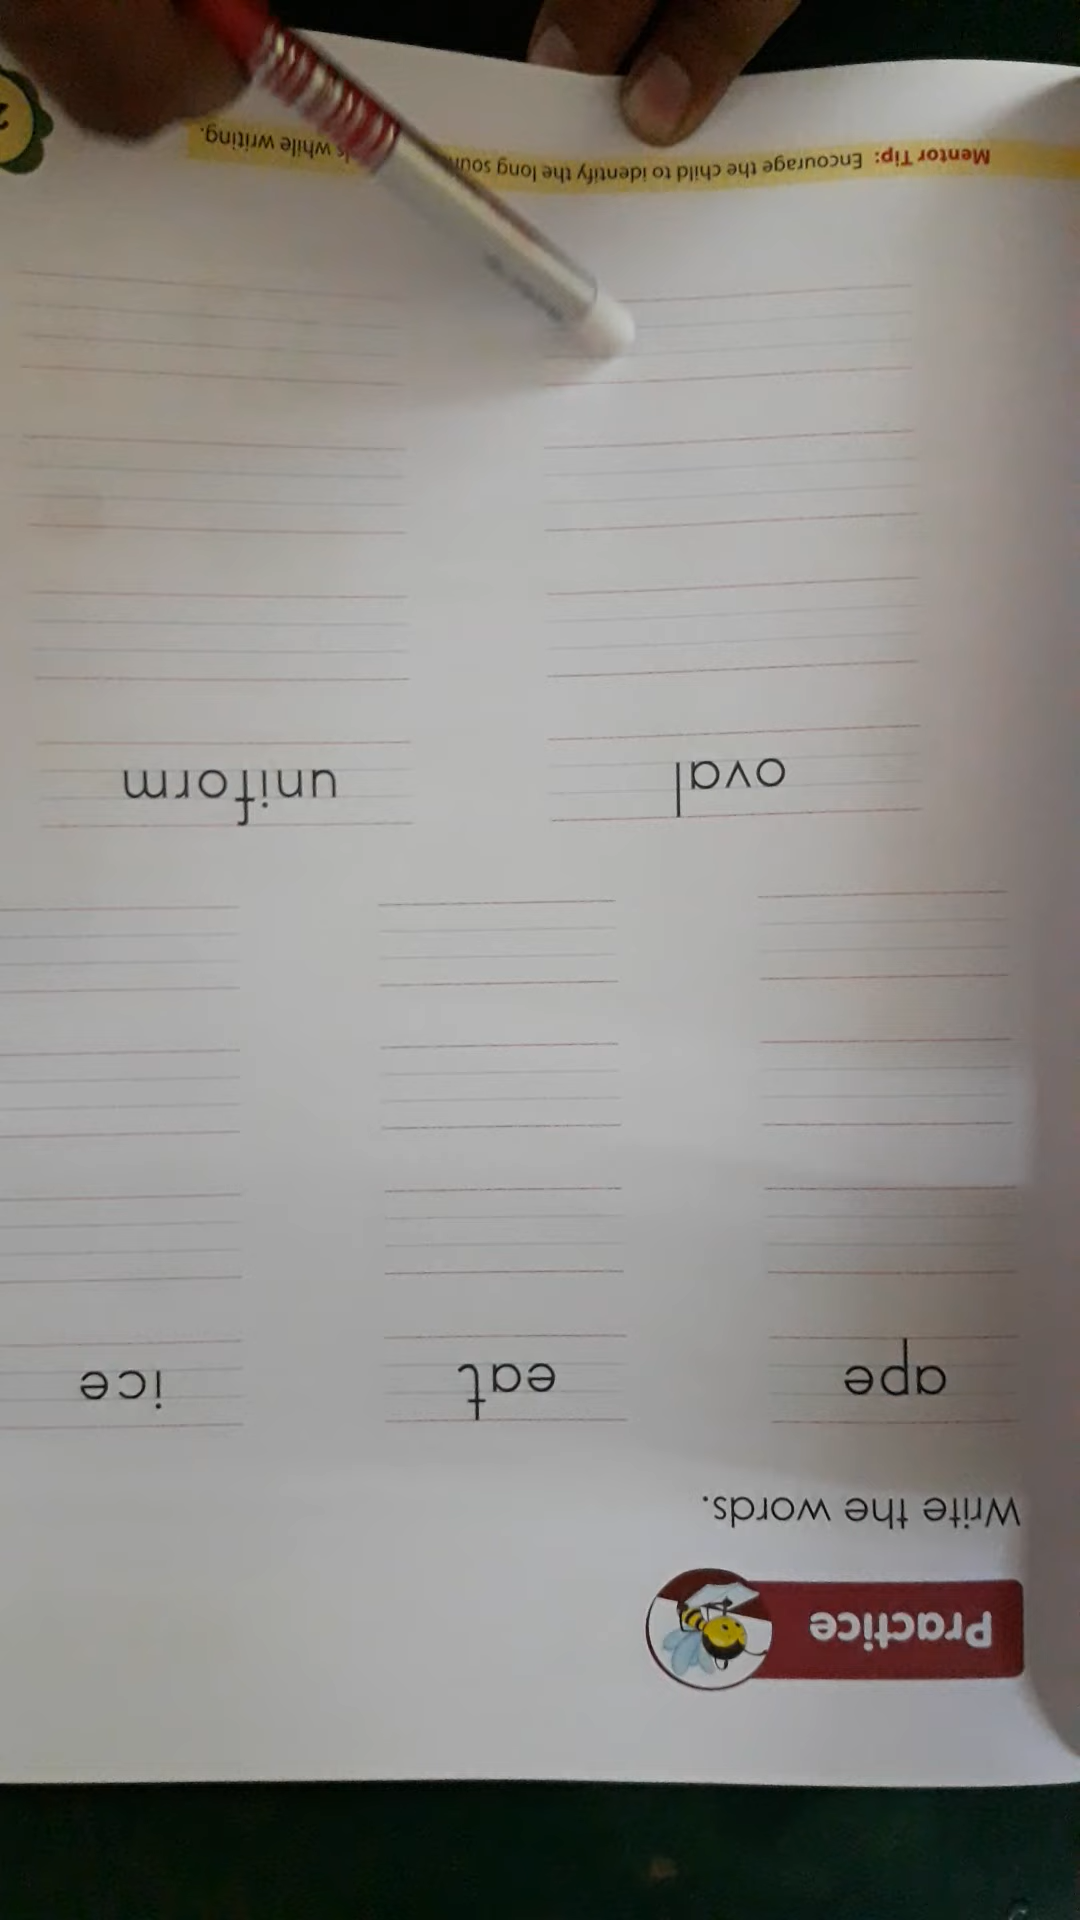 Practice
Write the words.
ape eat ice
oval uniform
Mentor Tip: Encourage the child to identify the long while writing.